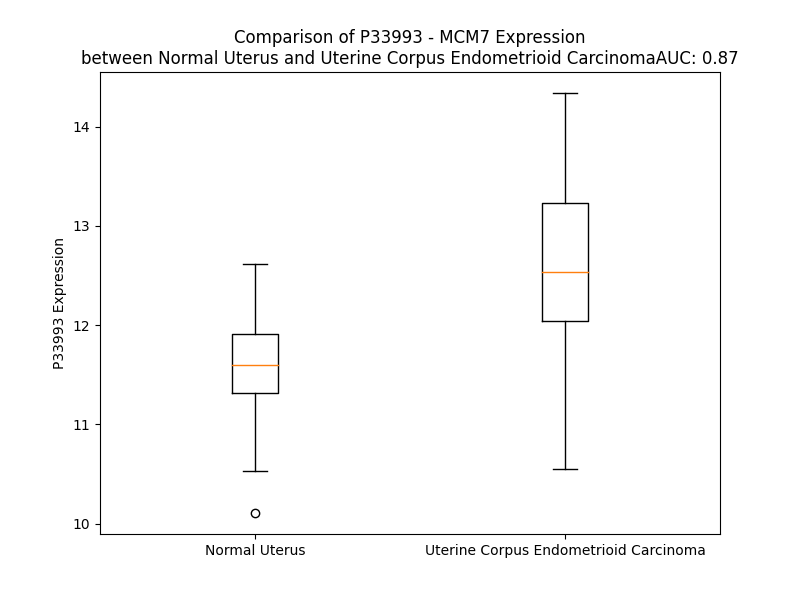 Comparison of P33993 - MCM7 Expression
between Normal Uterus and Uterine Corpus Endometrioid CarcinomaAUC: 0.87
14
13
12
11
10
P33993 Expression
Normal Uterus
Uterine Corpus Endometrioid Carcinoma